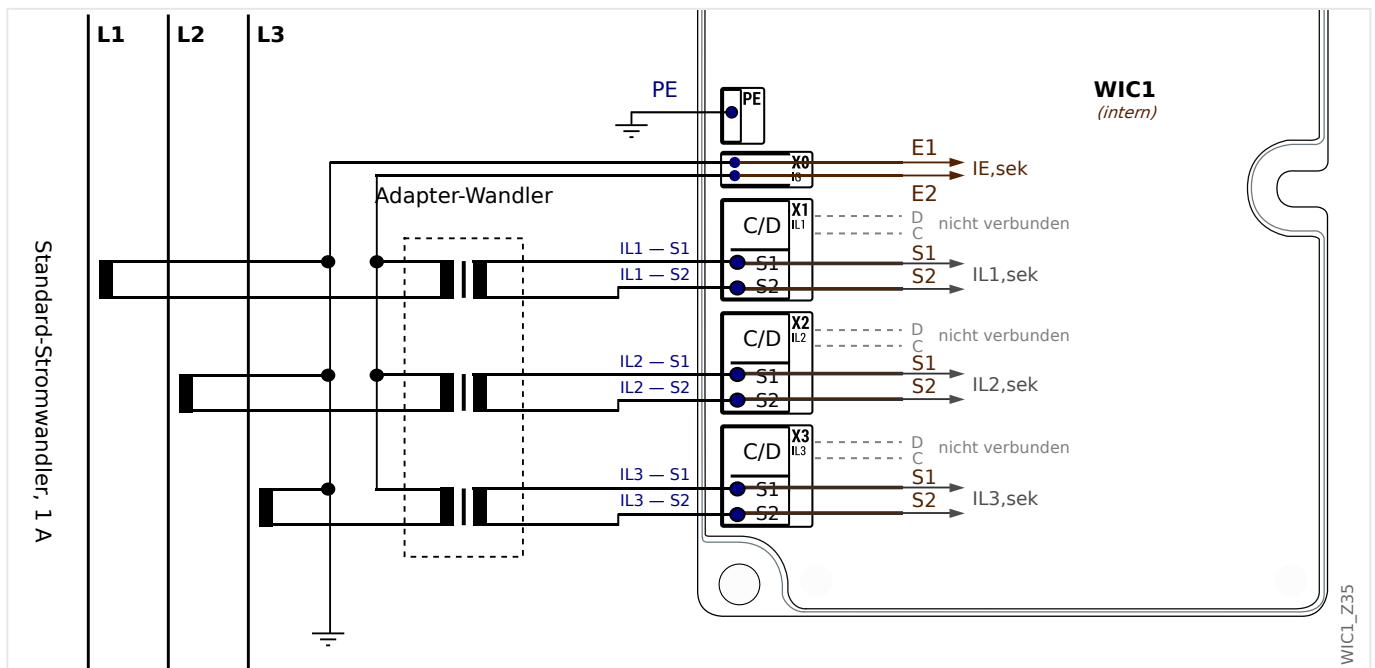 L1
L2
L3
Standard-Stromwandler, 1 A
Adapter-Wandler
PE
PE
WIC1
(intern)
X0
IG
E1
E2
IE,sek
IL1 — S1
IL1 — S2
C/D
X1
IL1
S1
S2
D
C
nicht verbunden
S1
S2
IL1,sek
IL2 — S1
IL2 — S2
C/D
X2
IL2
S1
S2
D
C
nicht verbunden
S1
S2
IL2,sek
IL3 — S1
IL3 — S2
C/D
X3
IL3
S1
S2
D
C
nicht verbunden
S1
S2
IL3,sek
WIC1_Z35